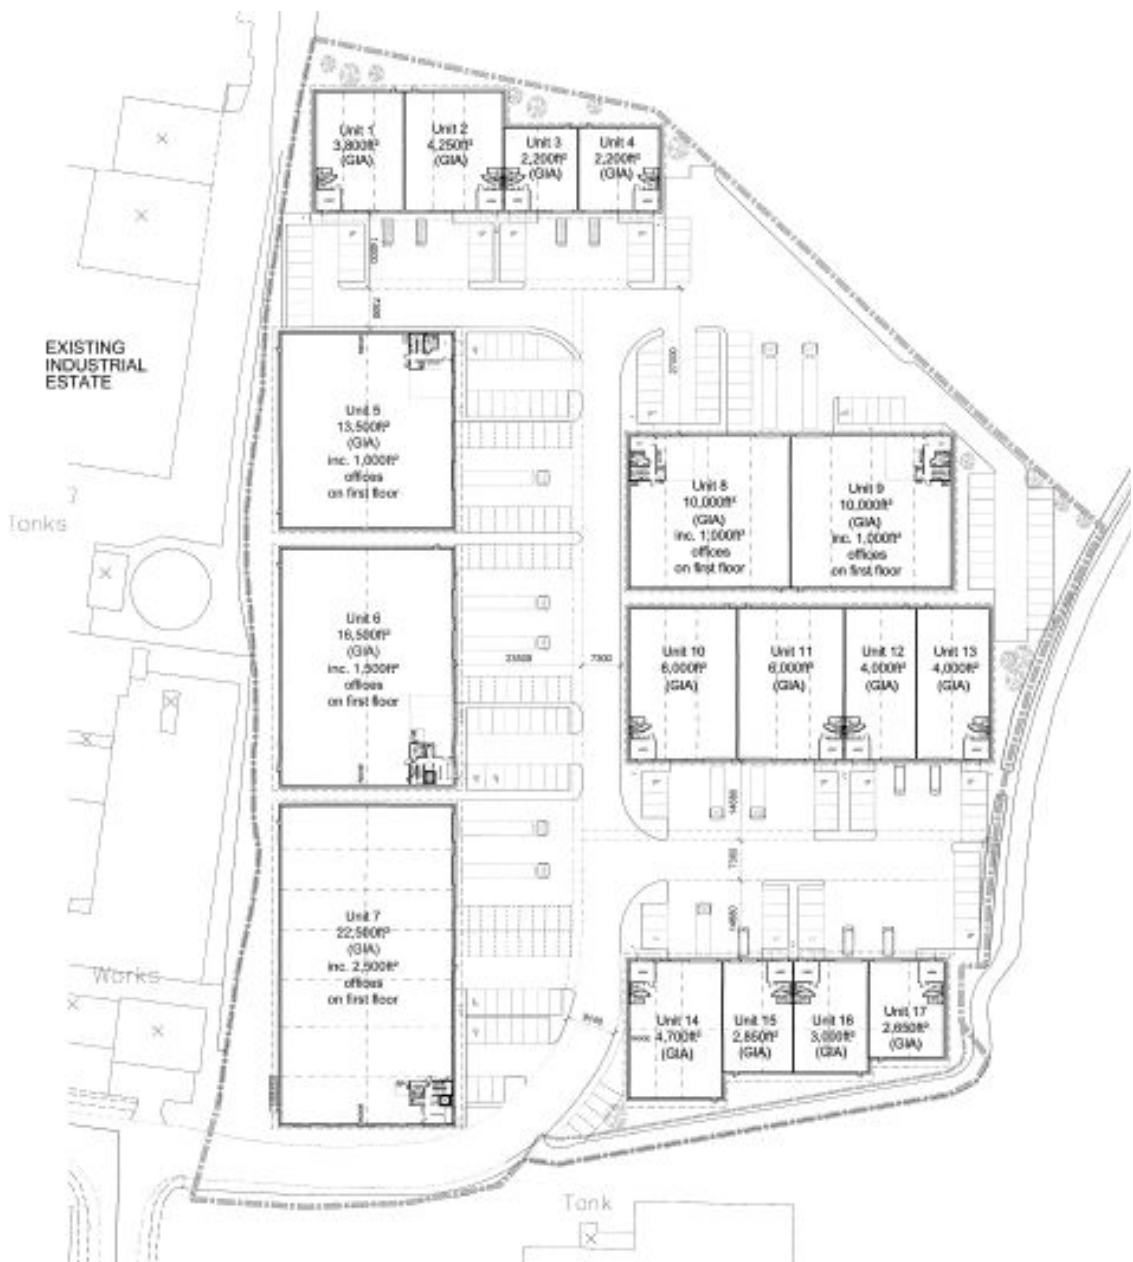 Unit 1
3,800ft²
(GIA)
Unit 2
4,250ft²
(GIA)
Unit 3
2,200ft²
(GIA)
Unit 4
2,200ft²
(GIA)
EXISTING
INDUSTRIAL
ESTATE
Unit 5
13,500ft²
(GIA)
inc. 1,000ft²
offices
on first floor
Unit 8
10,000ft²
(GIA)
inc. 1,000ft²
offices
on first floor
Unit 9
10,000ft²
(GIA)
inc. 1,000ft²
offices
on first floor
Tanks
Unit 6
16,500ft²
(GIA)
inc. 1,500ft²
offices
on first floor
23500
7300
Unit 10
6,000ft²
(GIA)
Unit 11
6,000ft²
(GIA)
Unit 12
4,000ft²
(GIA)
Unit 13
4,000ft²
(GIA)
Unit 7
22,500ft²
(GIA)
inc. 2,500ft²
offices
on first floor
Works
Unit 14
4,700ft²
(GIA)
Unit 15
2,850ft²
(GIA)
Unit 16
3,000ft²
(GIA)
Unit 17
2,650ft²
(GIA)
Tank